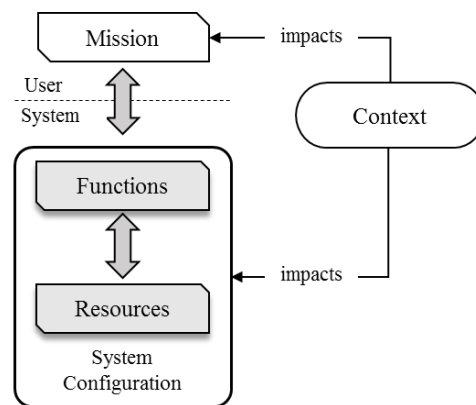 Mission
impacts
User
System
Context
Functions
impacts
Resources
System
Configuration